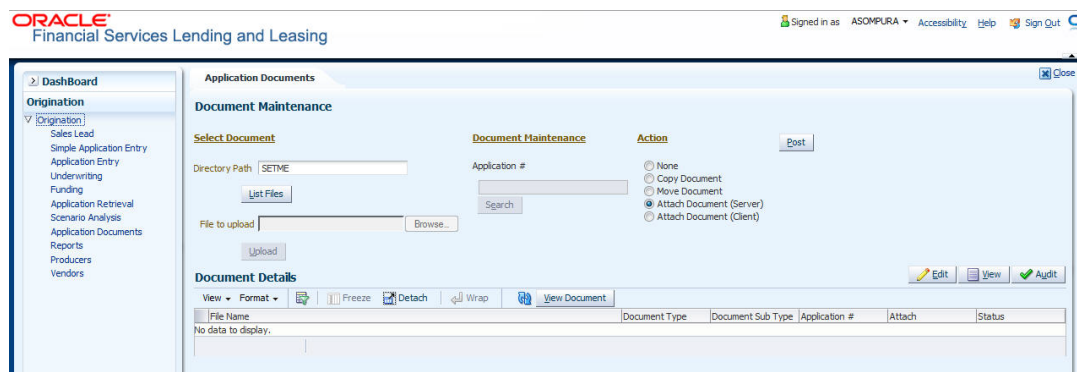 ORACLE®
Financial Services Lending and Leasing
Signed in as ASOMPURA Accessibility Help Sign Out
Close
DashBoard
Origination
Origination
Sales Lead
Simple Application Entry
Application Entry
Underwriting
Funding
Application Retrieval
Scenario Analysis
Application Documents
Reports
Producers
Vendors
Application Documents
Document Maintenance
Select Document
Directory Path SETME
List Files
File to upload Browse...
Upload
Document Maintenance
Application #
Search
Action
None
Copy Document
Move Document
Attach Document (Server)
Attach Document (Client)
Post
Document Details
Edit View Audit
View Format Freeze Detach Wrap View Document
File Name Document Type Document Sub Type Application # Attach Status
No data to display.